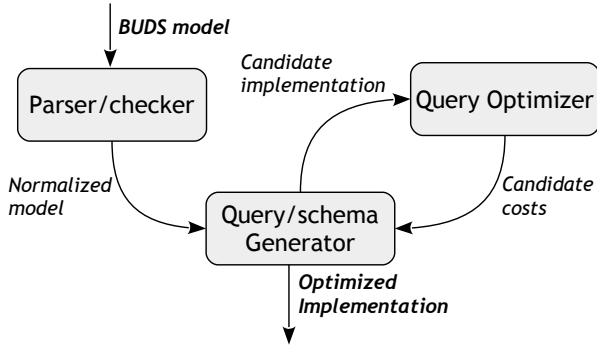 BUDS model
Parser/checker
Candidate
implementation
Query Optimizer
Normalized
model
Query/schema
Generator
Candidate
costs
Optimized
Implementation